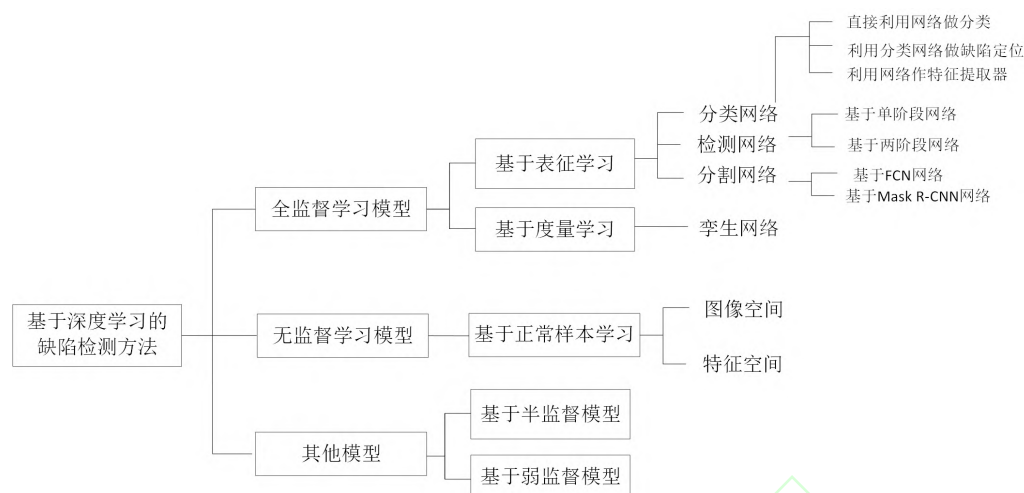 直接利用网络做分类
利用分类网络做缺陷定位
利用网络作特征提取器
分类网络
基于单阶段网络
检测网络
基于两阶段网络
基于表征学习
分割网络
基于FCN网络
基于Mask R-CNN网络
全监督学习模型
基于度量学习
孪生网络
基于深度学习的
缺陷检测方法
无监督学习模型
基于正常样本学习
图像空间
特征空间
基于半监督模型
其他模型
基于弱监督模型